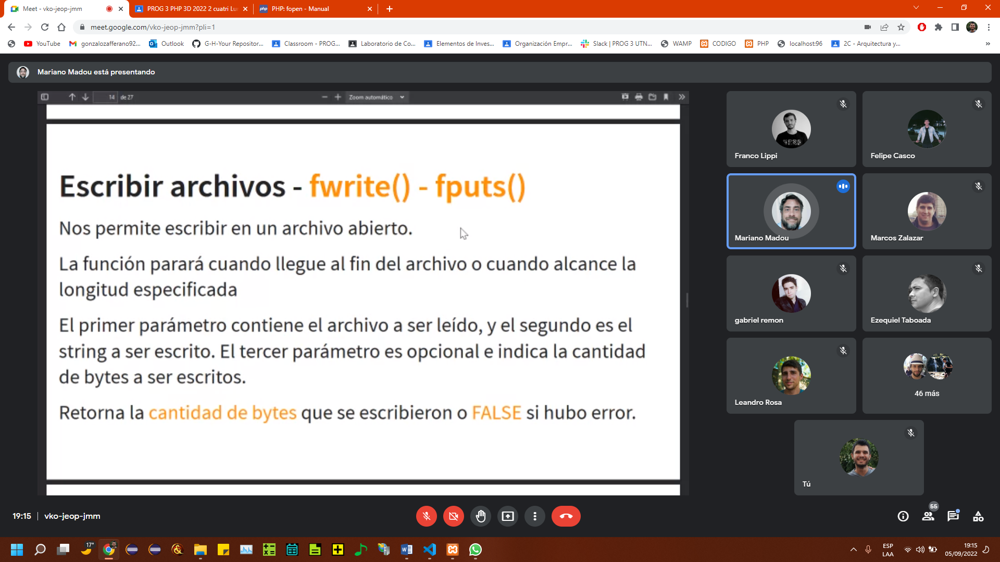 Meet - vko-jeop-jmm
PROG 3 PHP 3D 2022 2 cuatri Lu
PHP: fopen - Manual
meet.google.com/vko-jeop-jmm?pli=1
YouTube
gonzalozafferano92...
Outlook
G-H-Your Repositor...
Classroom - PROG...
Laboratorio de Co...
Elementos de Inves...
Organización Empr...
Slack | PROG 3 UTN...
WAMP
CODIGO
PHP
localhost:96
2C - Arquitectura y...
Mariano Madou está presentando
14 de 27
Zoom automático
Escribir archivos - fwrite() - fputs()
Nos permite escribir en un archivo abierto.
La función parará cuando llegue al fin del archivo o cuando alcance la
longitud especificada
El primer parámetro contiene el archivo a ser leído, y el segundo es el
string a ser escrito. El tercer parámetro es opcional e indica la cantidad
de bytes a ser escritos.
Retorna la cantidad de bytes que se escribieron o FALSE si hubo error.
Franco Lippi
Felipe Casco
Mariano Madou
Marcos Zalazar
gabriel remon
Ezequiel Taboada
Leandro Rosa
46 más
Tú
19:15 | vko-jeop-jmm
55
17°
ESP
LAA
19:15
05/09/2022